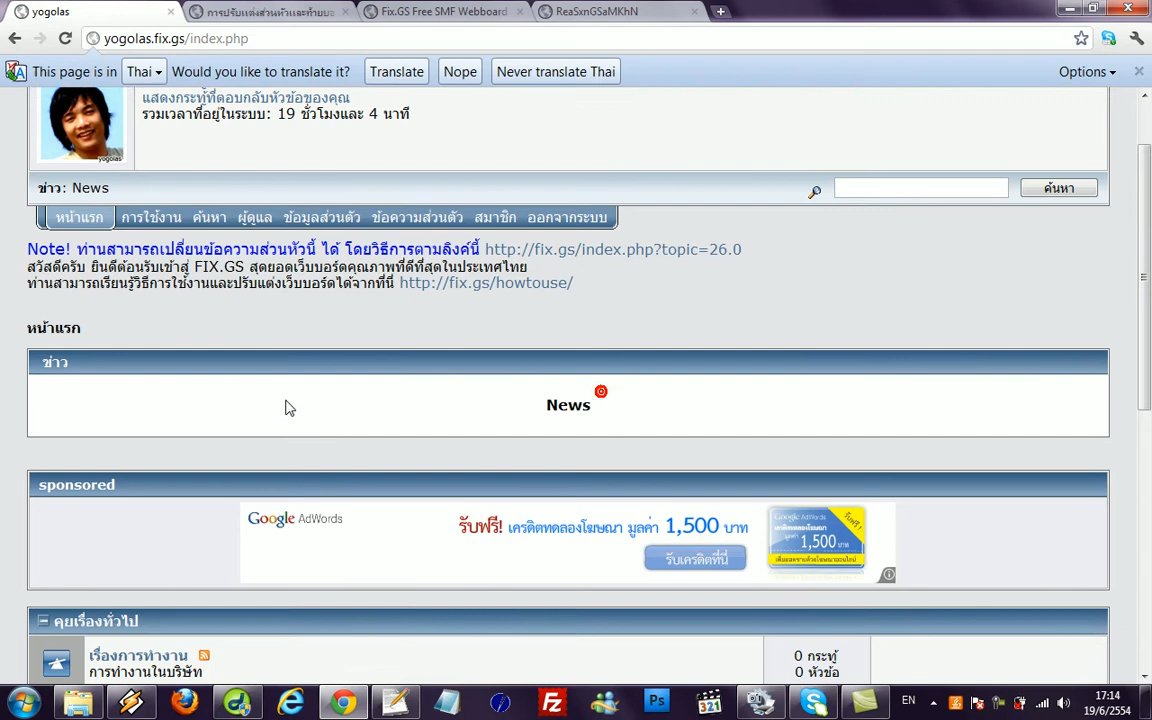 yogolas
การปรับแต่งส่วนหัวและท้ายบอ
Fix.GS Free SMF Webboard
ReaSxnGSaMKhN
yogolas.fix.gs/index.php
This page is in Thai Would you like to translate it? Translate Nope Never translate Thai Options
แสดงกระทู้ที่ตอบกลับหัวข้อของคุณ
รวมเวลาที่อยู่ในระบบ: 19 ชั่วโมงและ 4 นาที
yogolas
ข่าว: News
ค้นหา
หน้าแรก การใช้งาน ค้นหา ผู้ดูแล ข้อมูลส่วนตัว ข้อความส่วนตัว สมาชิก ออกจากระบบ
Note! ท่านสามารถเปลี่ยนข้อความส่วนหัวนี้ ได้ โดยวิธีการตามลิงค์นี้ http://fix.gs/index.php?topic=26.0
สวัสดีครับ ยินดีต้อนรับเข้าสู่ FIX.GS สุดยอดเว็บบอร์ดคุณภาพที่ดีที่สุดในประเทศไทย
ท่านสามารถเรียนรู้วิธีการใช้งานและปรับแต่งเว็บบอร์ดได้จากที่นี่ http://fix.gs/howtouse/
หน้าแรก
ข่าว
News
sponsored
Google AdWords
รับฟรี! เครดิตทดลองโฆษณา มูลค่า 1,500 บาท
รับเครดิตที่นี่
Google AdWords
1,500 บาท
รับฟรี!
คุยเรื่องทั่วไป
เรื่องการทำงาน
การทำงานในบริษัท
0 กระทู้
0 หัวข้อ
Ps
321
EN
17:14
19/6/2554